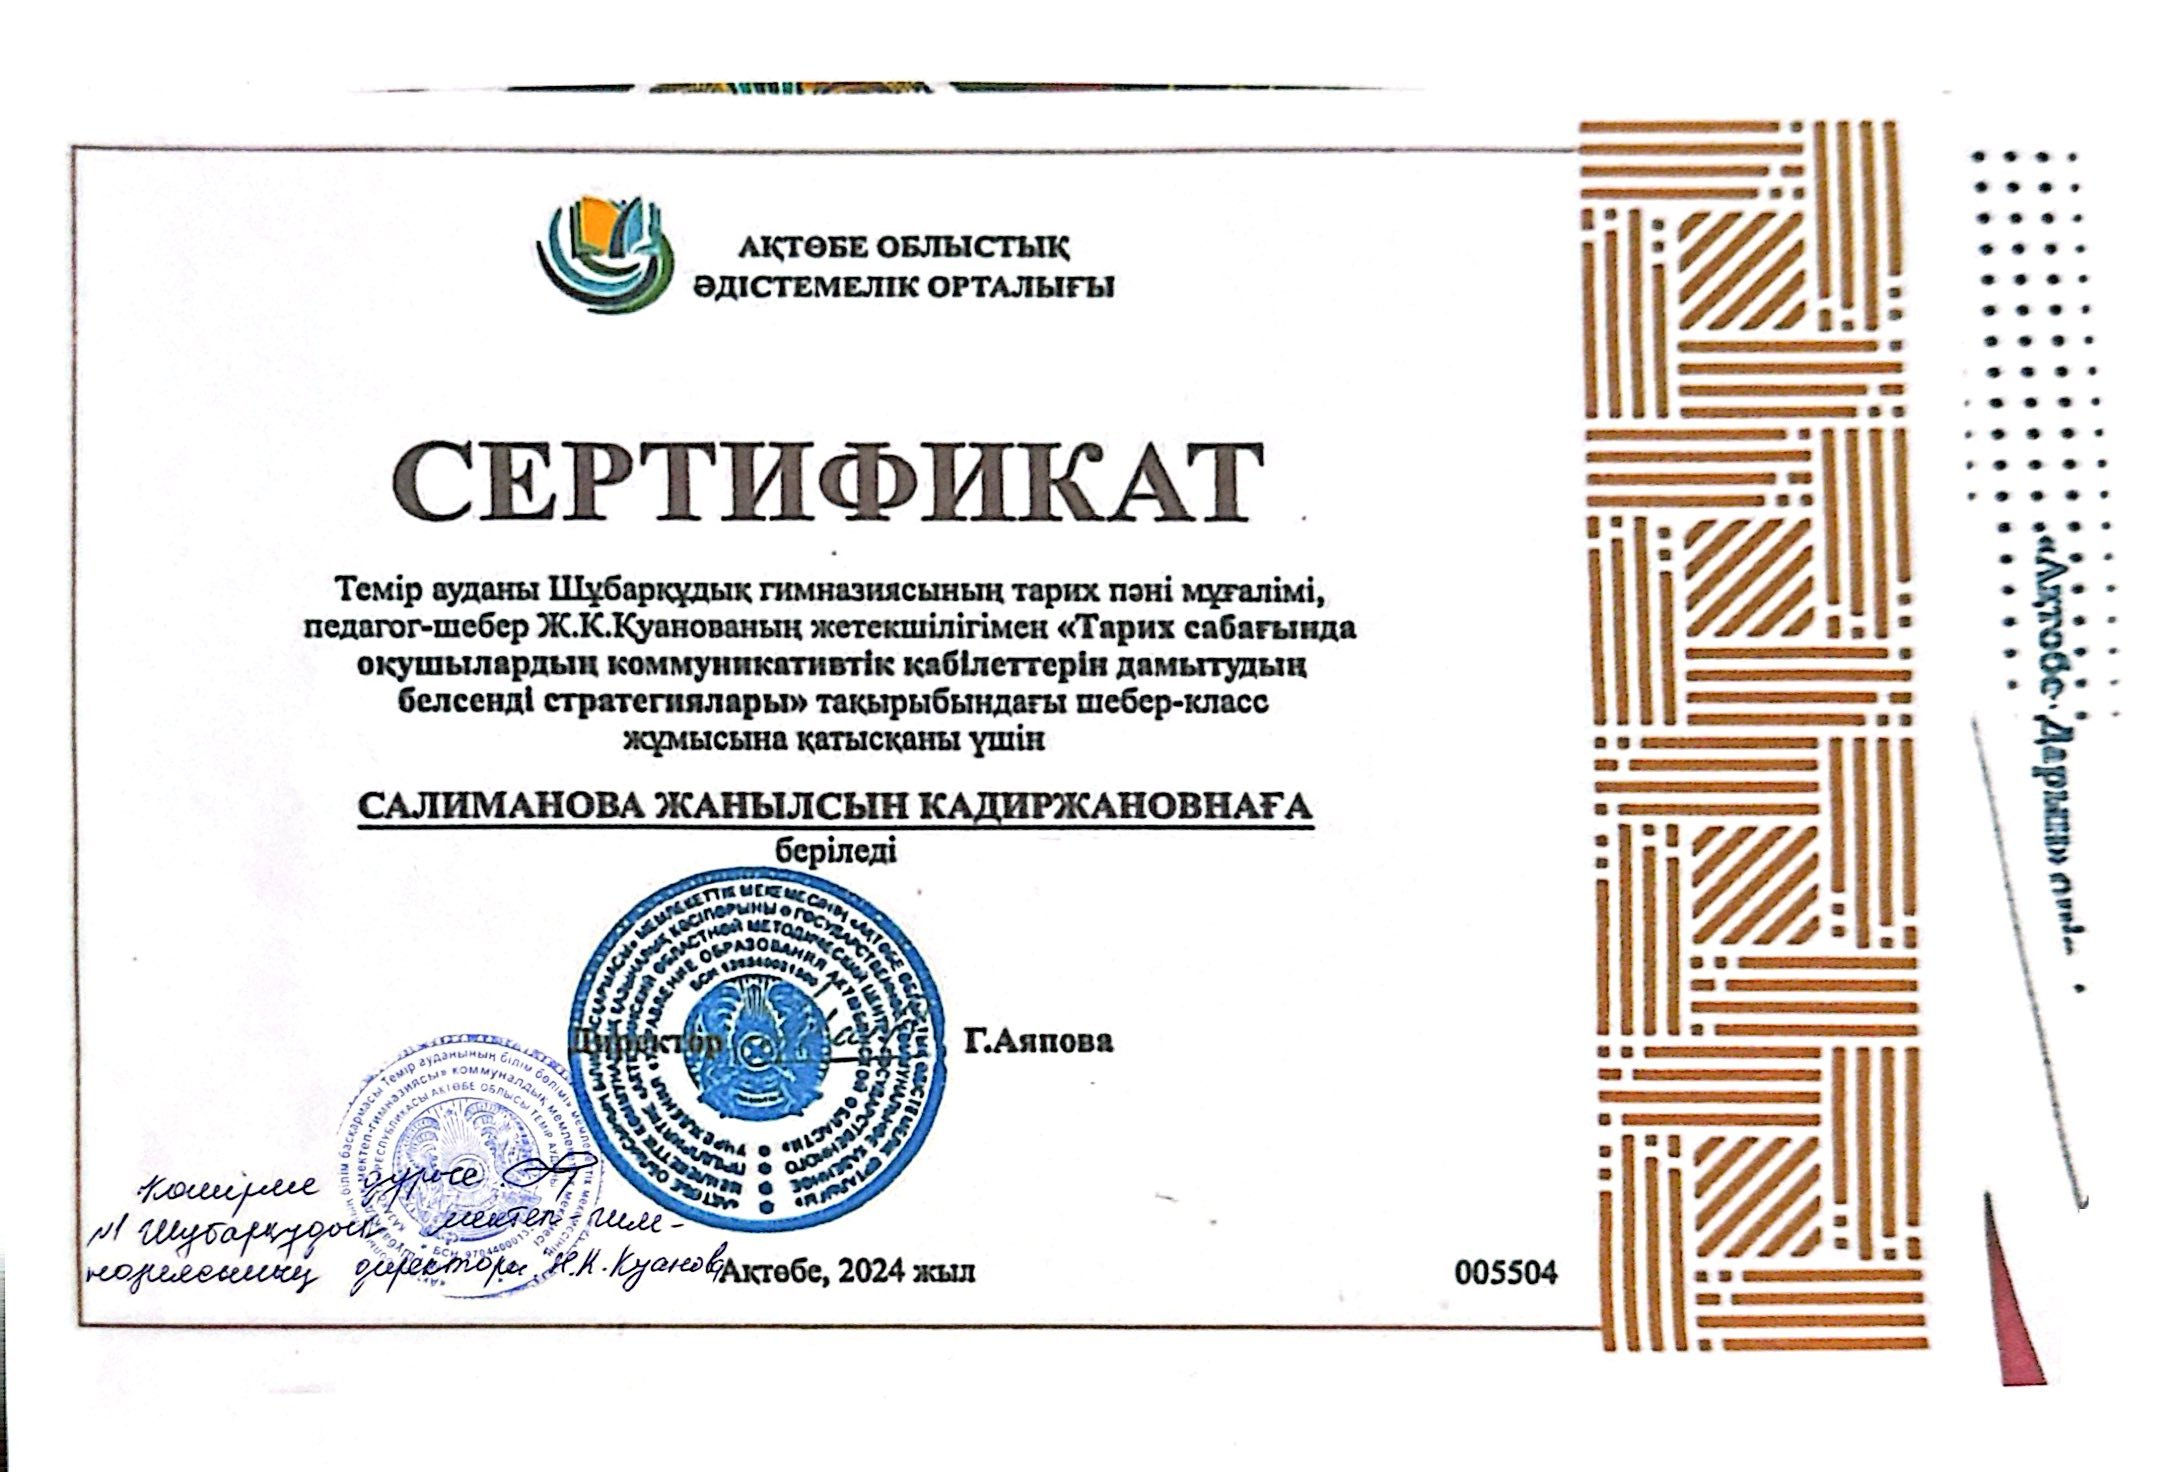 АҚТӨБЕ ОБЛЫСТЫҚ
ӘДІСТЕМЕЛІК ОРТАЛЫҒЫ
СЕРТИФИКАТ
Темір ауданы Шұбарқұдық гимназиясының тарих пәні мұғалімі,
педагог-шебер Ж.К.Қуанованың жетекшілігімен «Тарих сабағында
оқушылардың коммуникативтік қабілеттерін дамытудың
белсенді стратегиялары» тақырыбындағы шебер-класс
жұмысына қатысқаны үшін
САЛИМАНОВА ЖАНЫЛСЫН КАДИРЖАНОВНАҒА
беріледі
Директор Г.Аяпова
Көшірме дұрыс
Шұбарқұдық мектеп-гим-
назиясының директоры Н.К.Куанова
Ақтөбе, 2024 жыл
005504
«Ақтөбе-Дарын»